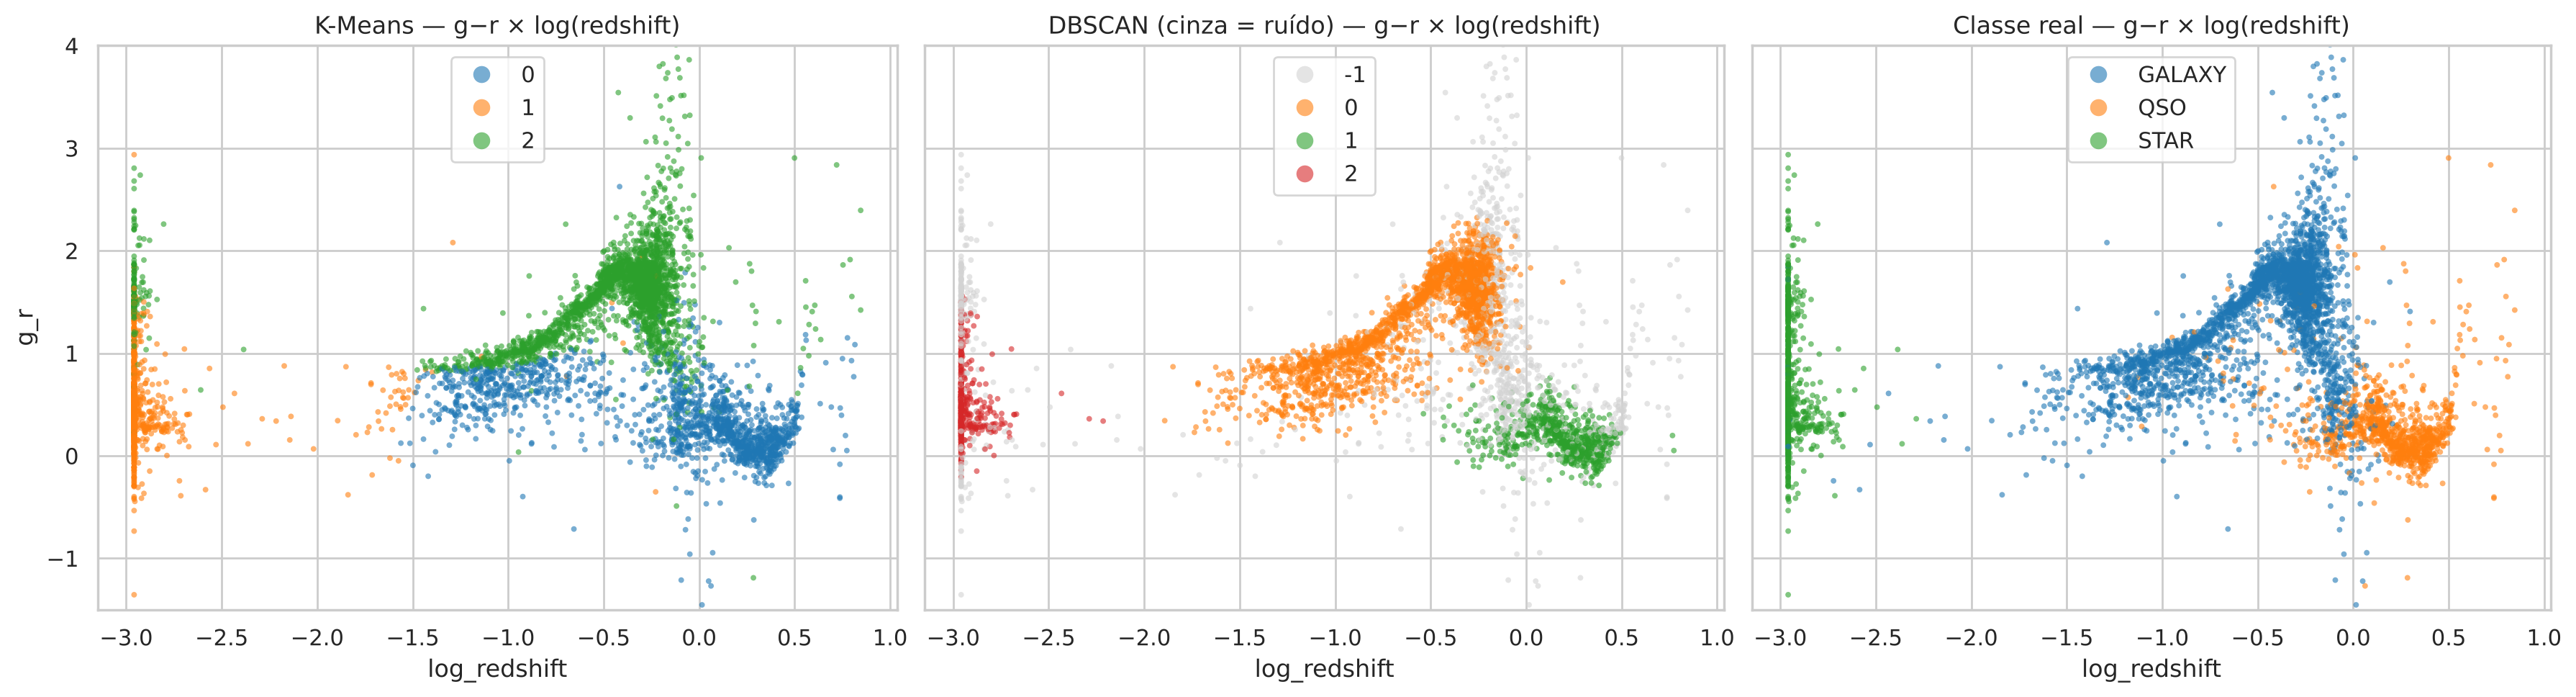 K-Means — g−r × log(redshift)
0
1
2
4
3
2
1
0
−1
g_r
−3.0 −2.5 −2.0 −1.5 −1.0 −0.5 0.0 0.5 1.0
log_redshift
DBSCAN (cinza = ruído) — g−r × log(redshift)
-1
0
1
2
−3.0 −2.5 −2.0 −1.5 −1.0 −0.5 0.0 0.5 1.0
log_redshift
Classe real — g−r × log(redshift)
GALAXY
QSO
STAR
−3.0 −2.5 −2.0 −1.5 −1.0 −0.5 0.0 0.5 1.0
log_redshift